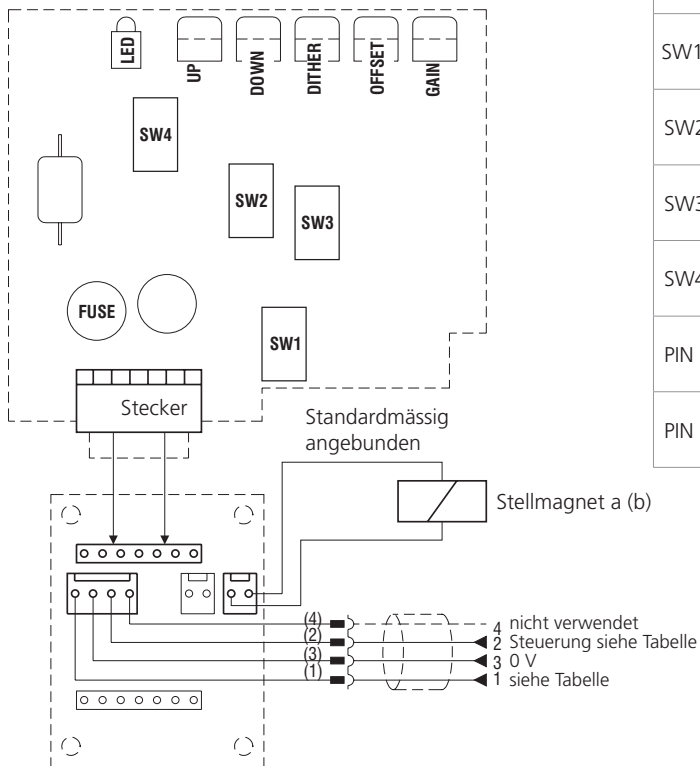 LED
UP
DOWN
DITHER
OFFSET
GAIN
SW4
SW2
SW3
FUSE
SW1
Stecker
Standardmässig
angebunden
Stellmagnet a (b)
(4)
(2)
(3)
(1)
4 nicht verwendet
2 Steuerung siehe Tabelle
3 0 V
1 siehe Tabelle
SW1
SW2
SW3
SW4
PIN
PIN